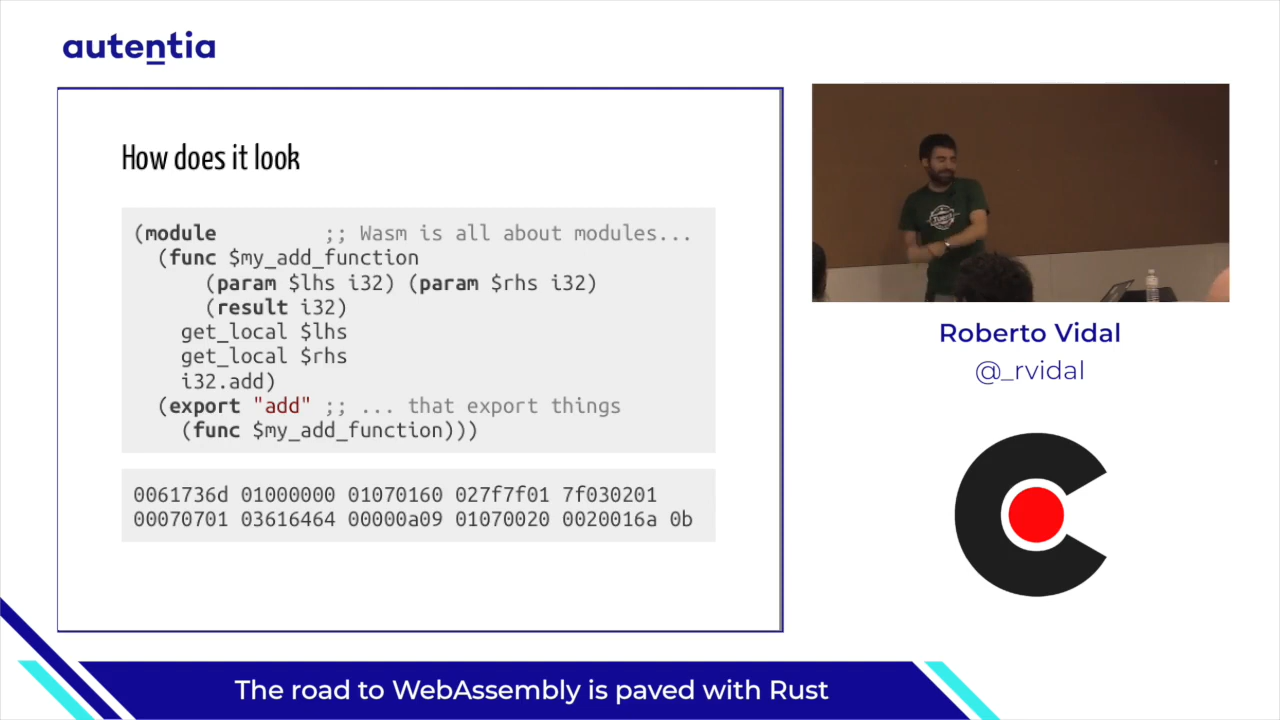 autentia
How does it look
(module ;; Wasm is all about modules...
(func $my_add_function
(param $lhs i32) (param $rhs i32)
(result i32)
get_local $lhs
get_local $rhs
i32.add)
(export "add" ;; ... that export things
(func $my_add_function)))
0061736d 01000000 01070160 027f7f01 7f030201
00070701 03616464 00000a09 01070020 0020016a 0b
Roberto Vidal
@_rvidal
The road to WebAssembly is paved with Rust